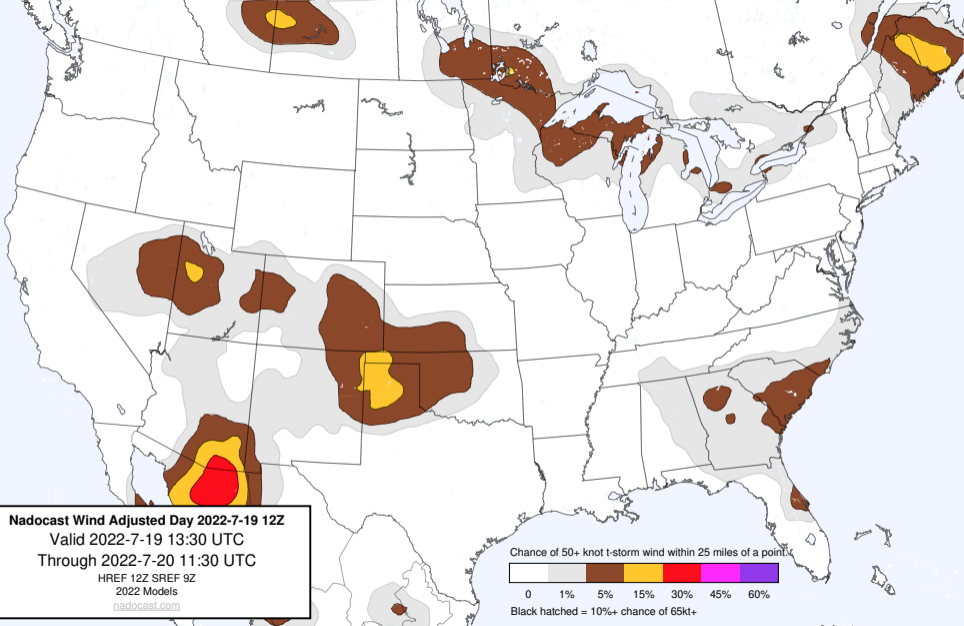 Nadocast Wind Adjusted Day 2022-7-19 12Z
Valid 2022-7-19 13:30 UTC
Through 2022-7-20 11:30 UTC
HREF 12Z SREF 9Z
2022 Models
nadocast.com
Chance of 50+ knot t-storm wind within 25 miles of a point.
0 1% 5% 15% 30% 45% 60%
Black hatched = 10%+ chance of 65kt+